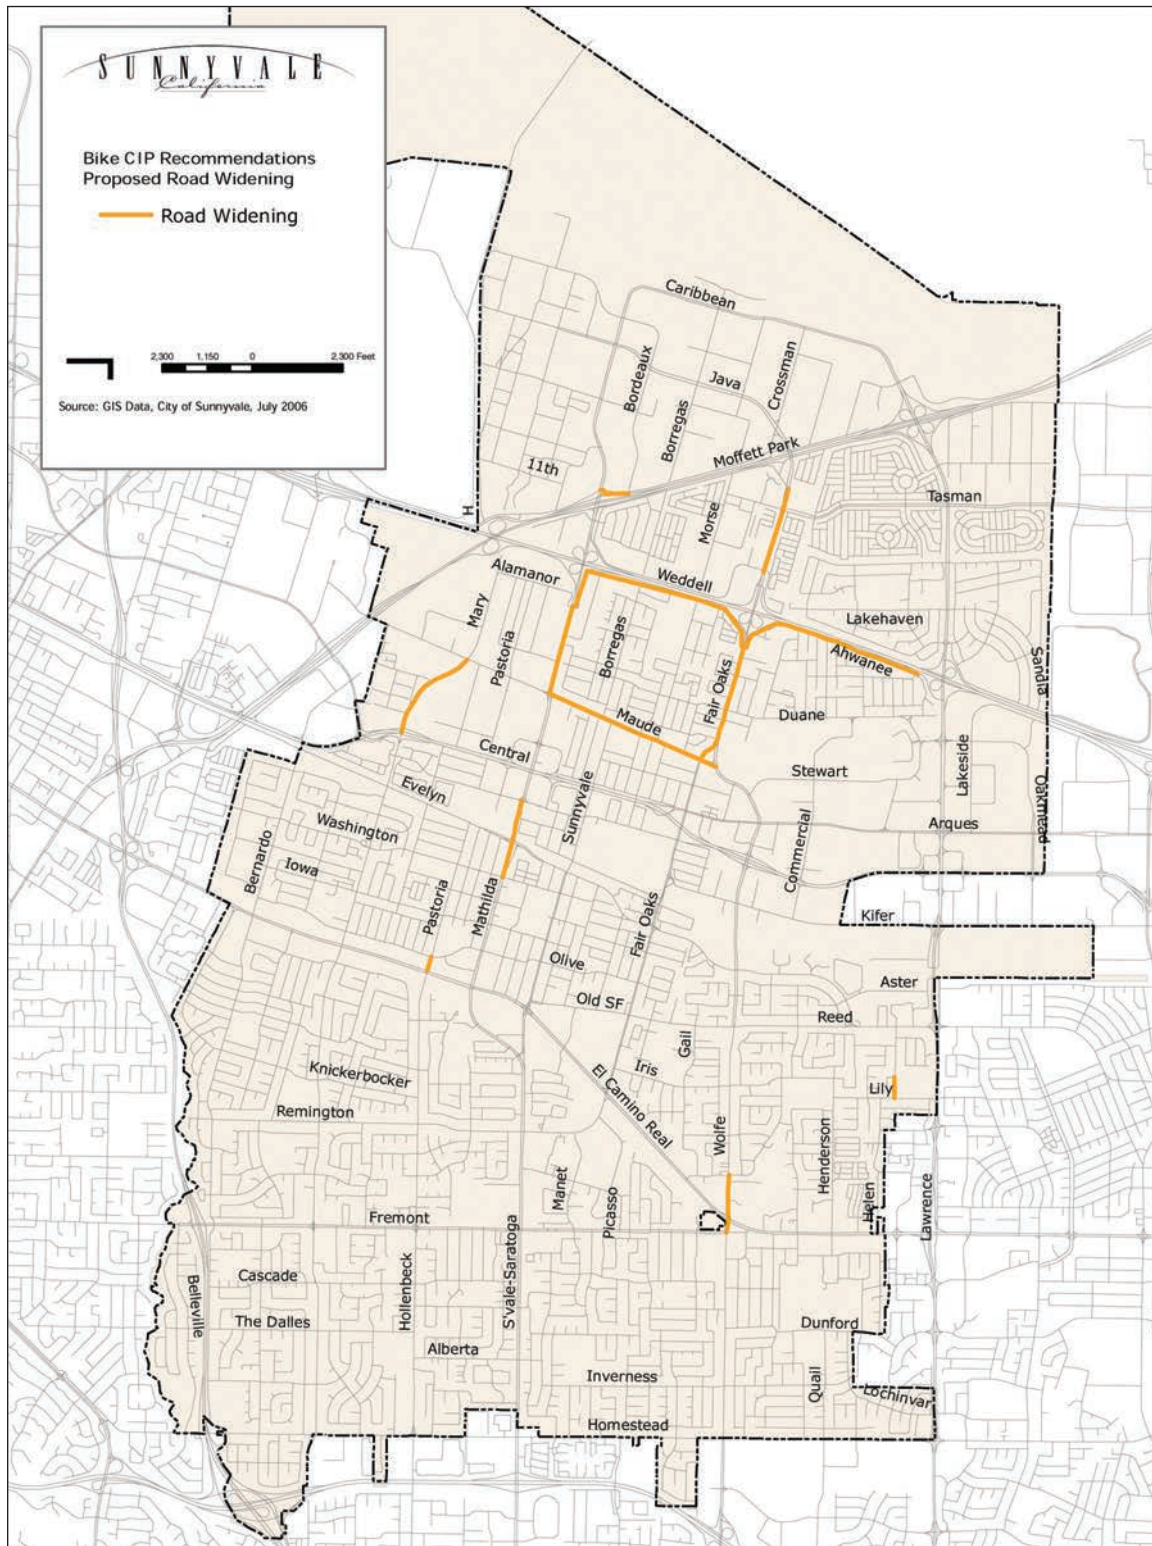 SUNNYVALE
California
Bike CIP Recommendations
Proposed Road Widening
Road Widening
2,300 1,150 0 2,300 Feet
Source: GIS Data, City of Sunnyvale, July 2006
Caribbean
Bordeaux
Java
Crossman
Borregas
Moffett Park
11th
Tasman
H
Morse
Alamanor
Weddell
Mary
Pastoria
Borregas
Lakehaven
Ahwanee
Sandia
Fair Oaks
Maude
Duane
Central
Stewart
Lakeside
Evelyn
Sunnyvale
Oakmead
Washington
Arques
Commercial
Bernardo
Iowa
Pastoria
Mathilda
Fair Oaks
Kifer
Olive
Aster
Old SF
Reed
Gail
Iris
Knickerbocker
El Camino Real
Lily
Remington
Wolfe
Henderson
Manet
Picasso
Helen
Lawrence
Fremont
S'vale-Saratoga
Cascade
Hollenbeck
Belleville
The Dalles
Dunford
Alberta
Inverness
Quail
Lochinvar
Homestead